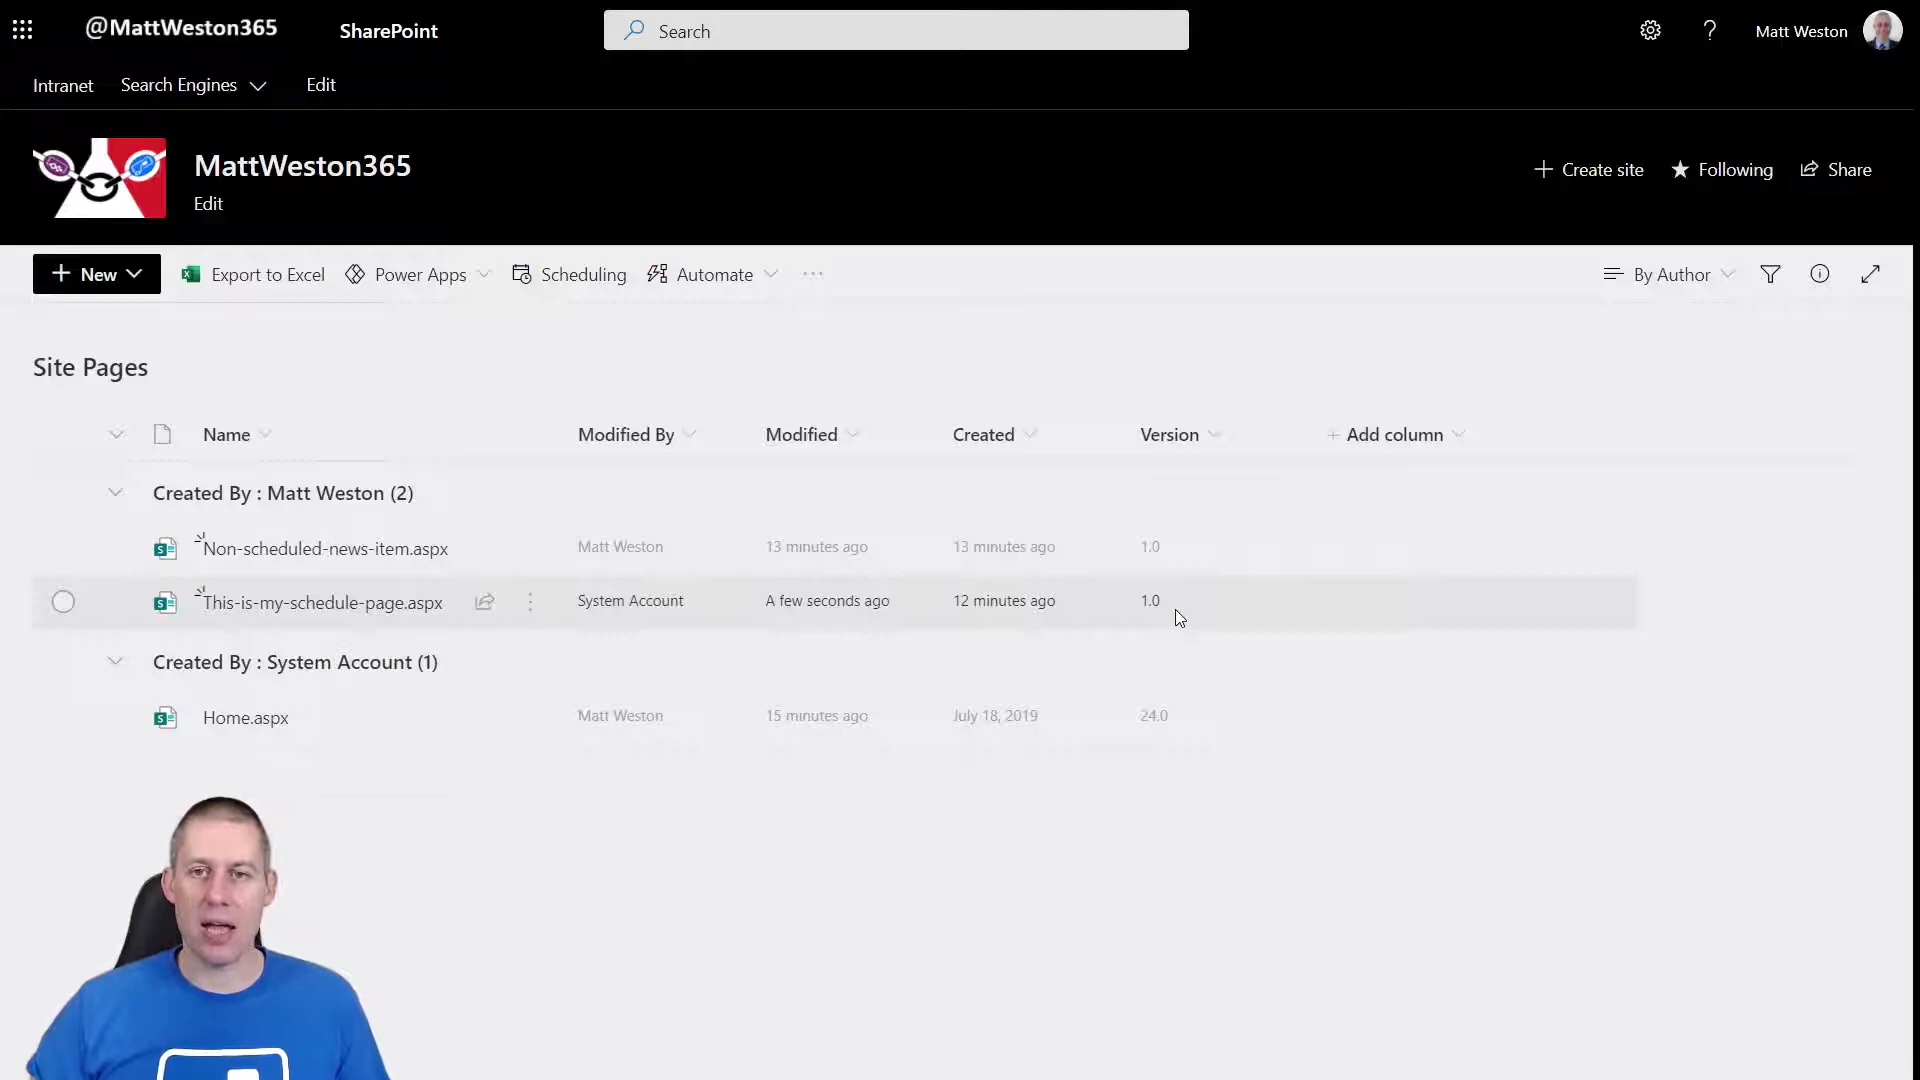 @MattWeston365 SharePoint Search Matt Weston
Intranet Search Engines Edit
MattWeston365
Edit
Create site Following Share
New Export to Excel Power Apps Scheduling Automate By Author
Site Pages
Name Modified By Modified Created Version Add column
Created By : Matt Weston (2)
Non-scheduled-news-item.aspx Matt Weston 13 minutes ago 13 minutes ago 1.0
This-is-my-schedule-page.aspx System Account A few seconds ago 12 minutes ago 1.0
Created By : System Account (1)
Home.aspx Matt Weston 15 minutes ago July 18, 2019 24.0